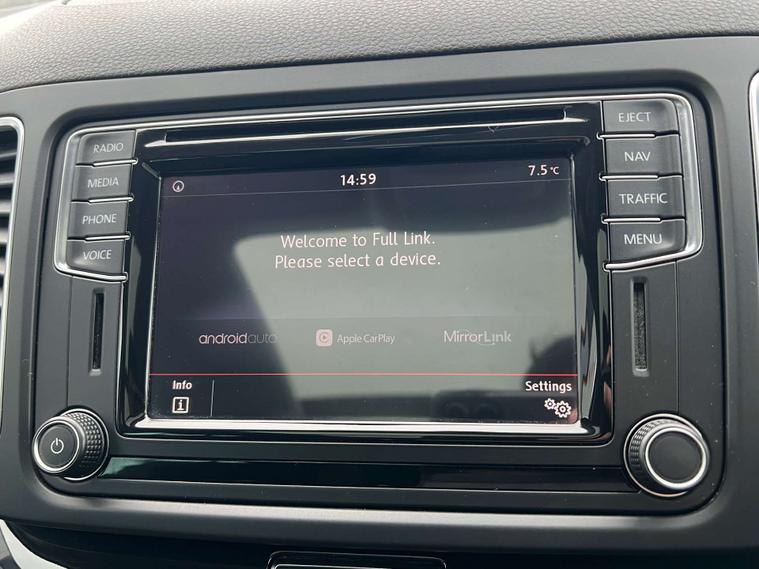 RADIO
MEDIA
PHONE
VOICE
EJECT
NAV
TRAFFIC
MENU
14:59
7.5°C
Welcome to Full Link.
Please select a device.
androidauto
Apple CarPlay
MirrorLink
Info
Settings